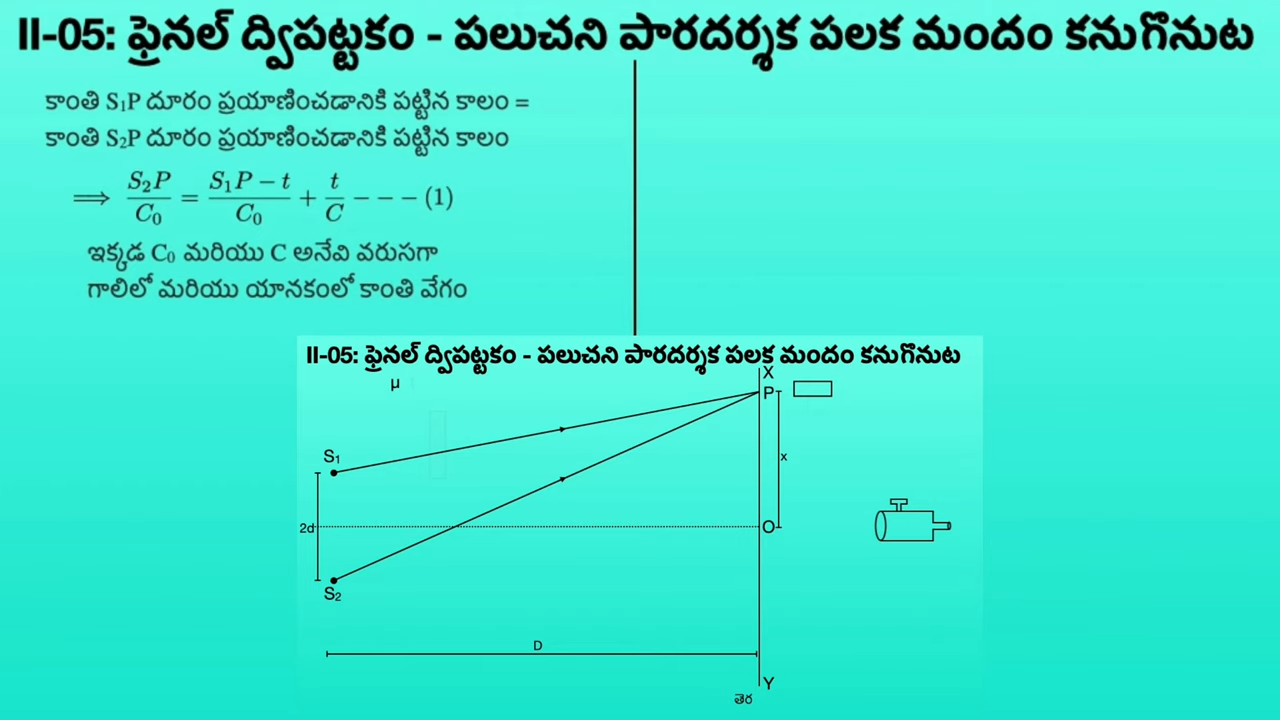 II-05: ఫ్రెనల్ ద్విపట్టకం - పలుచని పారదర్శక పలక మందం కనుగొనుట
కాంతి S₁P దూరం ప్రయాణించడానికి పట్టిన కాలం =
కాంతి S₂P దూరం ప్రయాణించడానికి పట్టిన కాలం
⟹ S₂P/C₀ = (S₁P − t)/C₀ + t/C − − − − (1)
ఇక్కడ C₀ మరియు C అనేవి వరుసగా
గాలిలో మరియు యానకంలో కాంతి వేగం
II-05: ఫ్రెనల్ ద్విపట్టకం - పలుచని పారదర్శక పలక మందం కనుగొనుట
X
μ
P
S₁
x
2d
O
S₂
D
Y
తెర